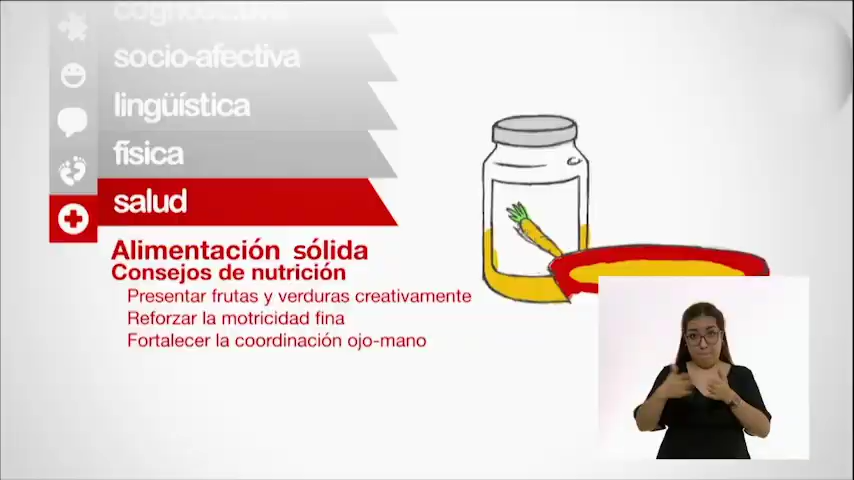 socio-afectiva
lingüística
física
salud
Alimentación sólida
Consejos de nutrición
Presentar frutas y verduras creativamente
Reforzar la motricidad fina
Fortalecer la coordinación ojo-mano